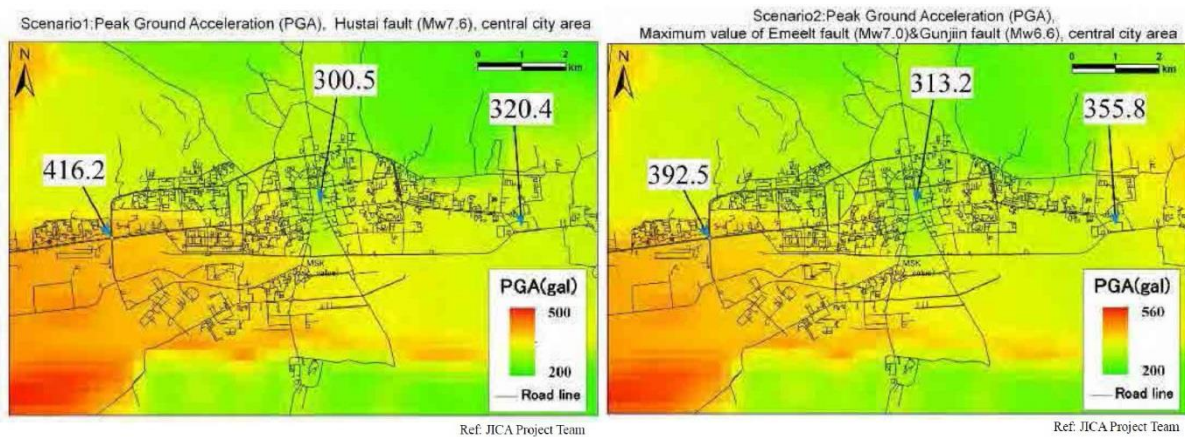 Scenario1:Peak Ground Acceleration (PGA), Hustai fault (Mw7.6), central city area
N
0 1 2
km
300.5
320.4
416.2
MSK
value)
PGA(gal)
500
200
Road line
Ref: JICA Project Team
Scenario2:Peak Ground Acceleration (PGA),
Maximum value of Emeelt fault (Mw7.0)&Gunjiin fault (Mw6.6), central city area
N
0 1 2
km
313.2
355.8
392.5
MSK
value)
PGA(gal)
560
200
Road line
Ref: JICA Project Team